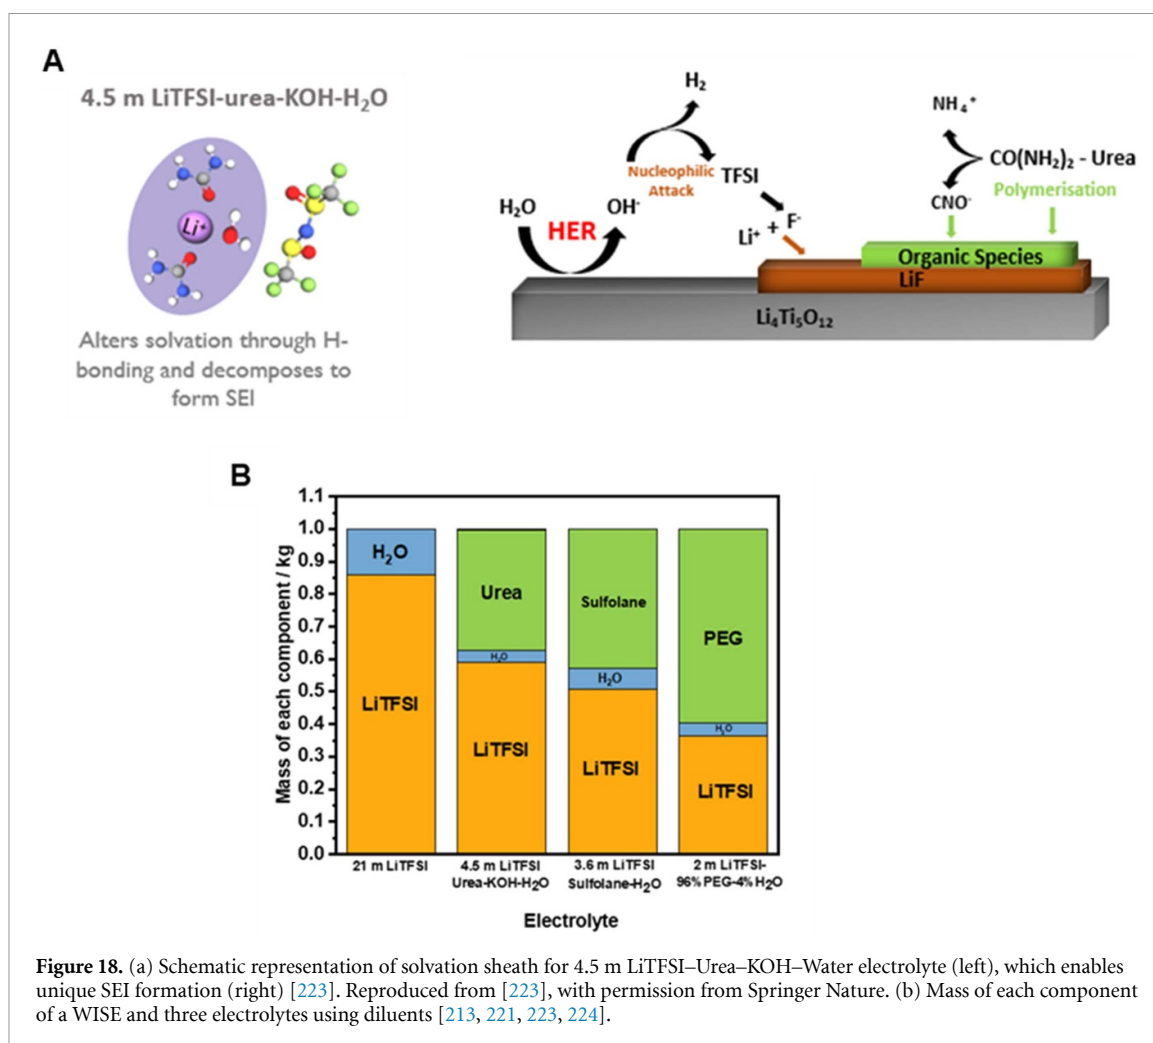 A
4.5 m LiTFSI-urea-KOH-H₂O
Li⁺
Alters solvation through H-
bonding and decomposes to
form SEI
H₂
NH₄⁺
Nucleophilic
Attack
TFSI
CO(NH₂)₂ - Urea
Polymerisation
H₂O
HER
OH⁻
CNO⁻
Li⁺ + F⁻
Organic Species
LiF
Li₄Ti₅O₁₂
B
Mass of each component / kg
1.1
1.0
0.9
0.8
0.7
0.6
0.5
0.4
0.3
0.2
0.1
0.0
H₂O
LiTFSI
Urea
H₂O
LiTFSI
Sulfolane
H₂O
LiTFSI
PEG
H₂O
LiTFSI
21 m LiTFSI
4.5 m LiTFSI
Urea-KOH-H₂O
3.6 m LiTFSI
Sulfolane-H₂O
2 m LiTFSI-
96% PEG-4% H₂O
Electrolyte
Figure 18. (a) Schematic representation of solvation sheath for 4.5 m LiTFSI–Urea–KOH–Water electrolyte (left), which enables
unique SEI formation (right) [223]. Reproduced from [223], with permission from Springer Nature. (b) Mass of each component
of a WISE and three electrolytes using diluents [213, 221, 223, 224].